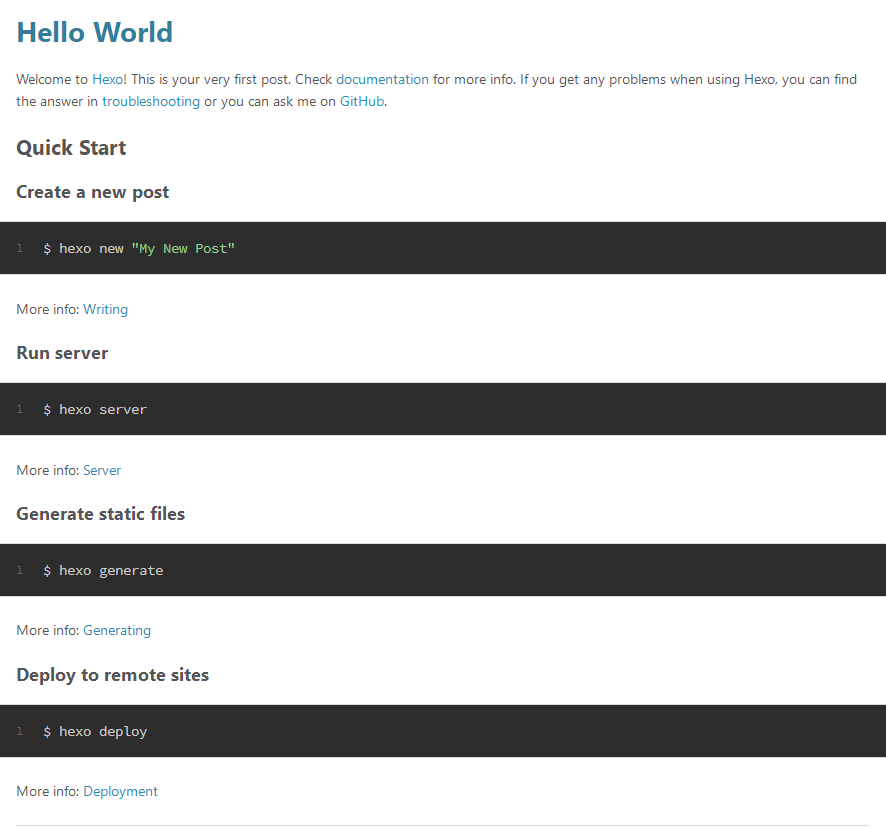 Hello World
Welcome to Hexo! This is your very first post. Check documentation for more info. If you get any problems when using Hexo, you can find
the answer in troubleshooting or you can ask me on GitHub.
Quick Start
Create a new post
1 $ hexo new "My New Post"
More info: Writing
Run server
1 $ hexo server
More info: Server
Generate static files
1 $ hexo generate
More info: Generating
Deploy to remote sites
1 $ hexo deploy
More info: Deployment